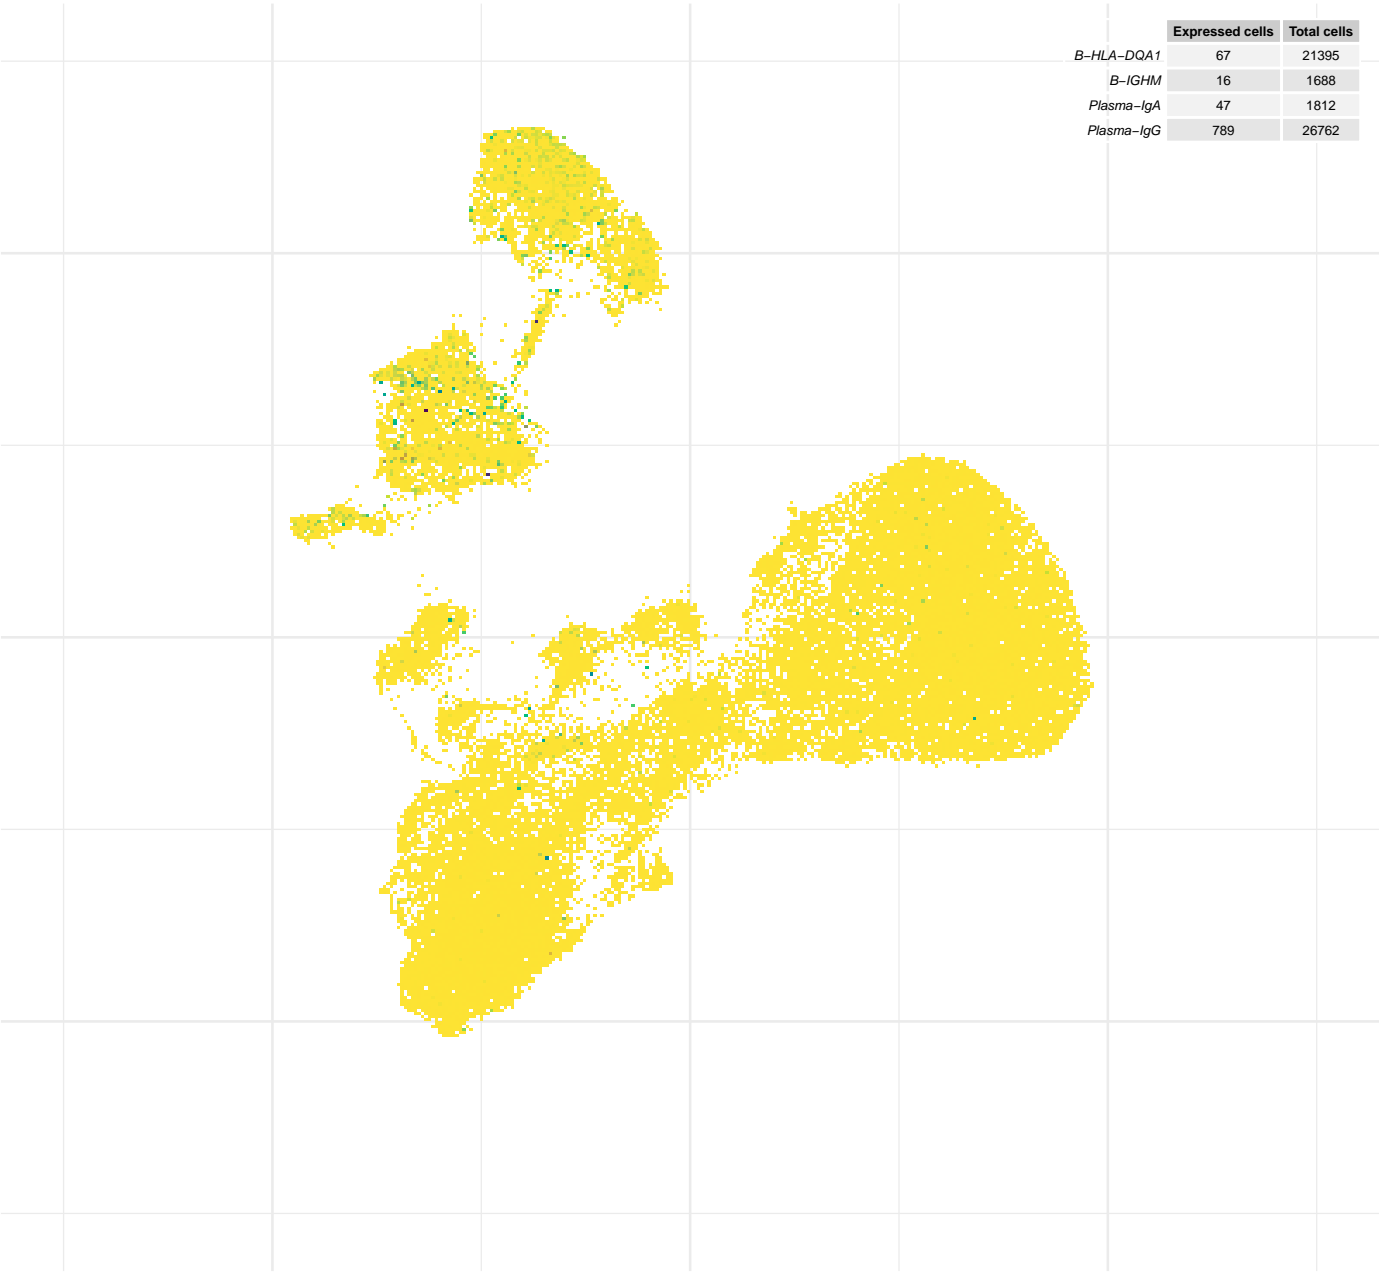 Expressed cells Total cells
B−HLA−DQA1 67 21395
B−IGHM 16 1688
Plasma−IgA 47 1812
Plasma−IgG 789 26762